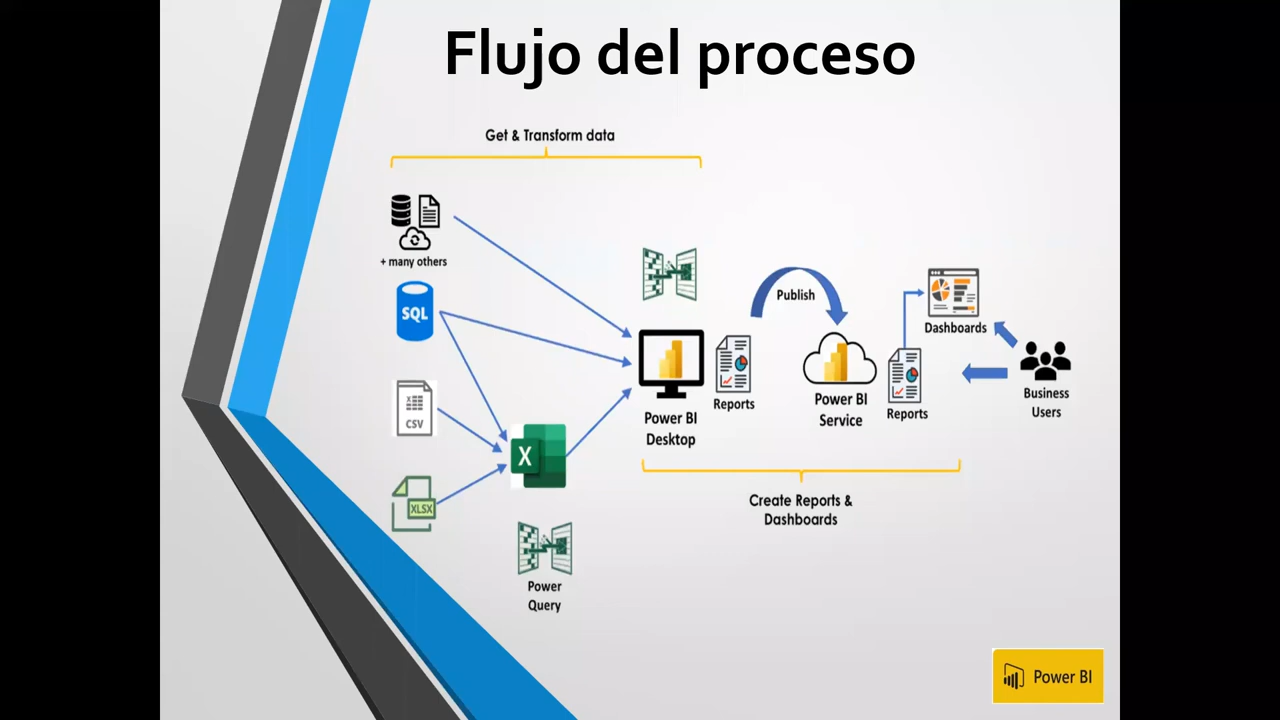 Flujo del proceso
Get & Transform data
+ many others
SQL
X
CSV
XLSX
X
Power
Query
Power BI
Desktop
Reports
Publish
Power BI
Service
Reports
Dashboards
Business
Users
Create Reports &
Dashboards
Power BI